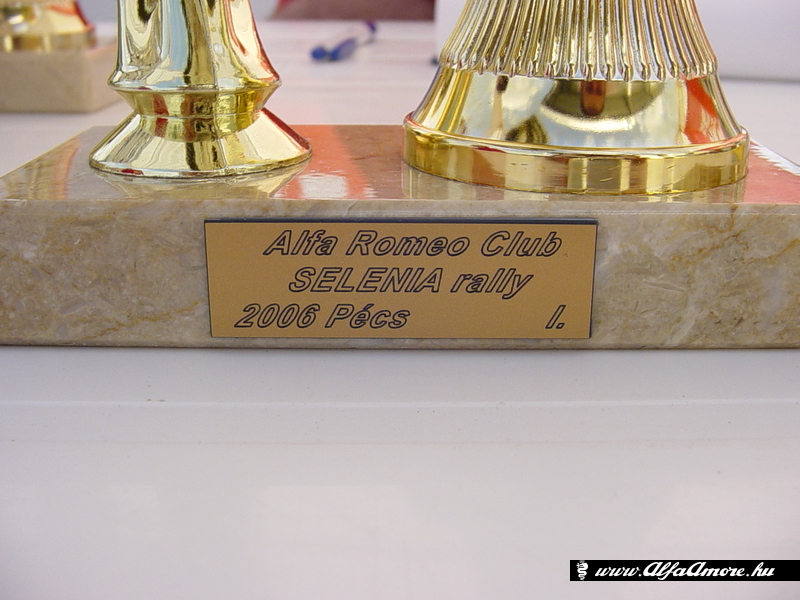 Alfa Romeo Club
SELENIA rally
2006 Pécs I.
www.AlfaAmore.hu